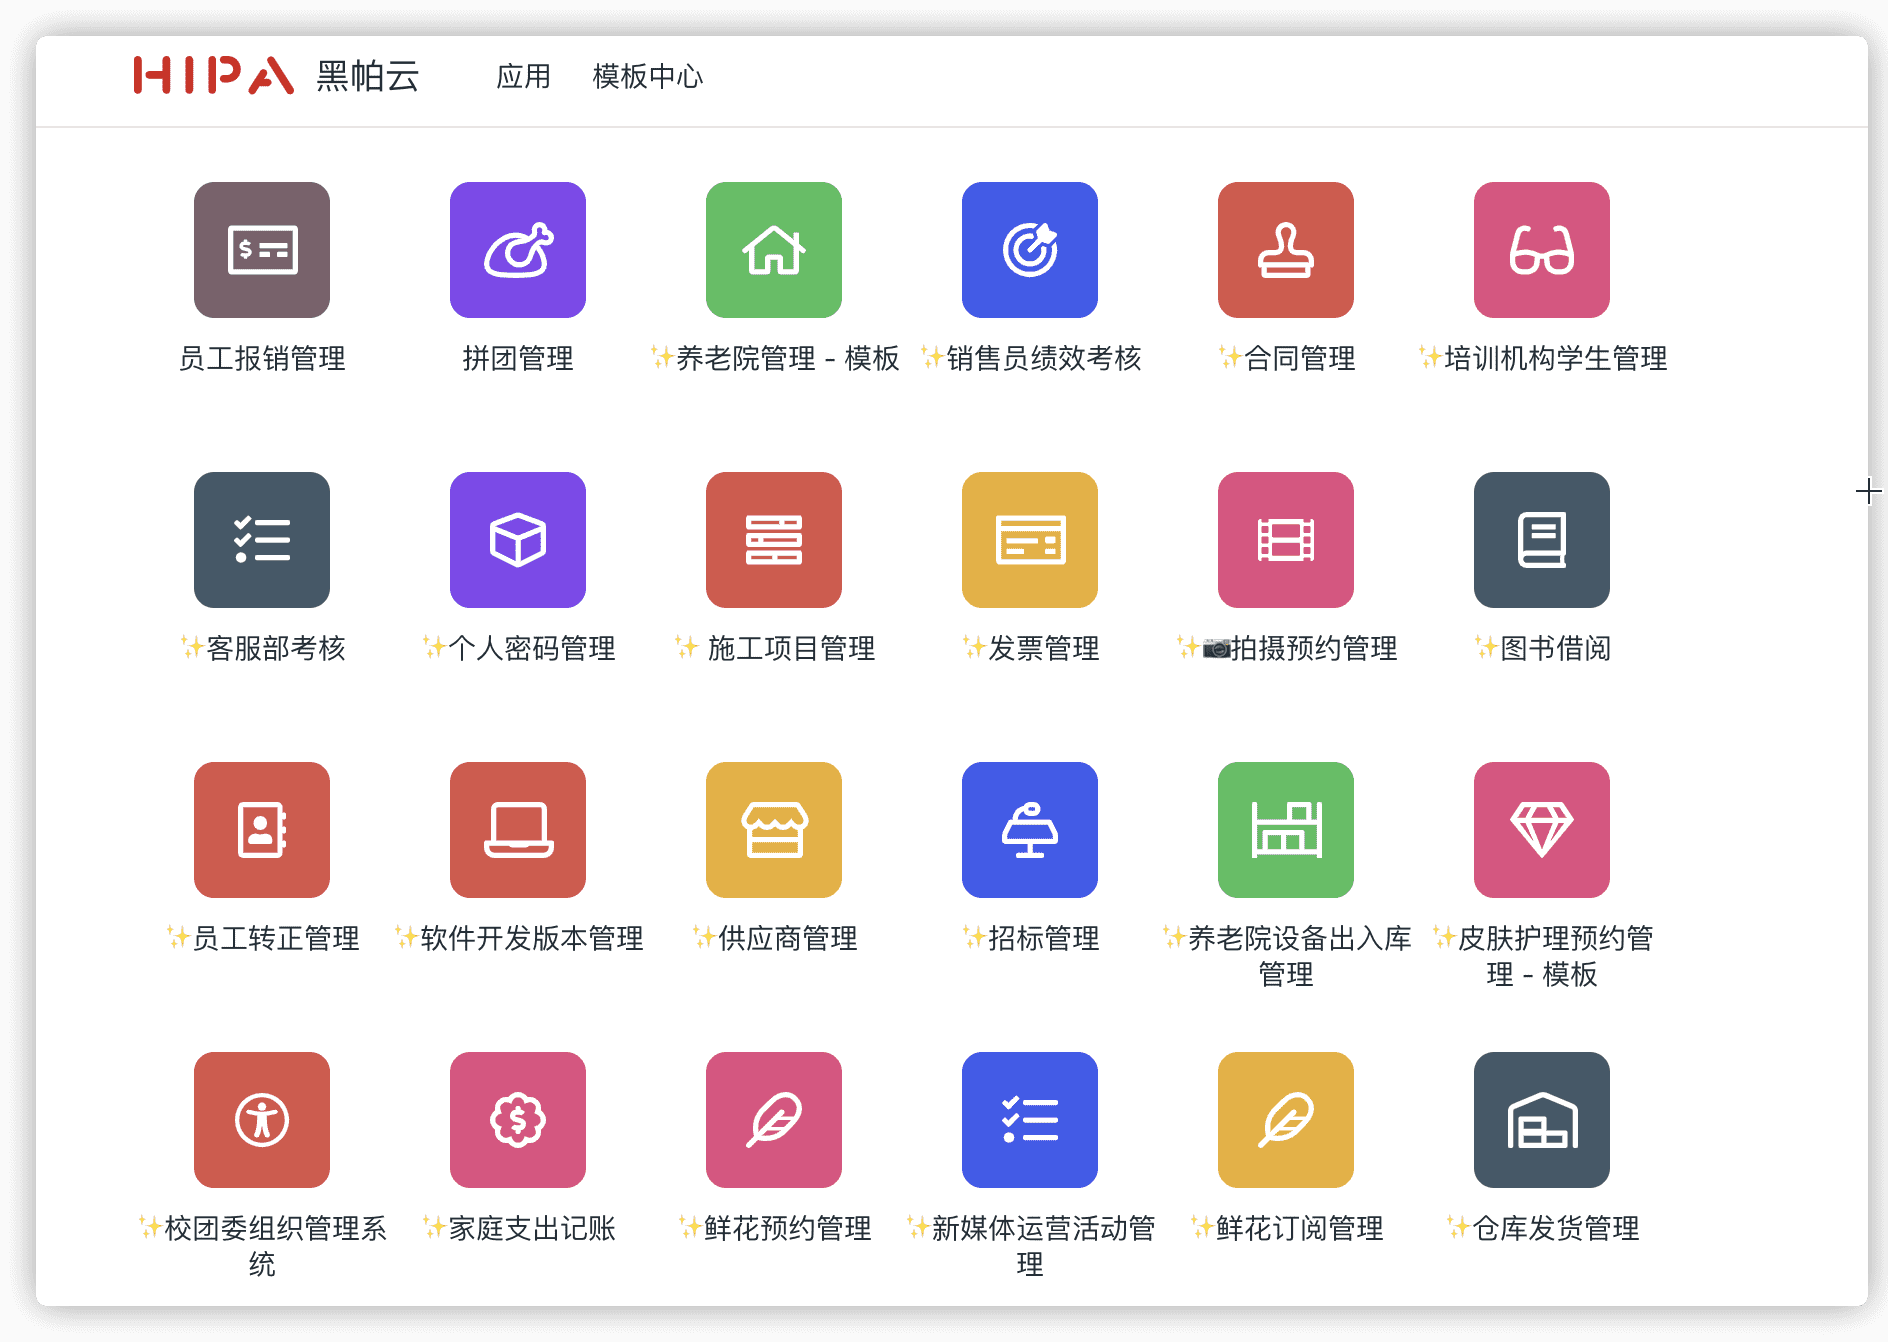 HIPA 黑帕云 应用 模板中心
员工报销管理 拼团管理 ✨养老院管理 - 模板 ✨销售员绩效考核 ✨合同管理 ✨培训机构学生管理
✨客服部考核 ✨个人密码管理 ✨ 施工项目管理 ✨发票管理 ✨📷拍摄预约管理 ✨图书借阅
✨员工转正管理 ✨软件开发版本管理 ✨供应商管理 ✨招标管理 ✨养老院设备出入库
管理 ✨皮肤护理预约管
理 - 模板
✨校团委组织管理系
统 ✨家庭支出记账 ✨鲜花预约管理 ✨新媒体运营活动管
理 ✨鲜花订阅管理 ✨仓库发货管理